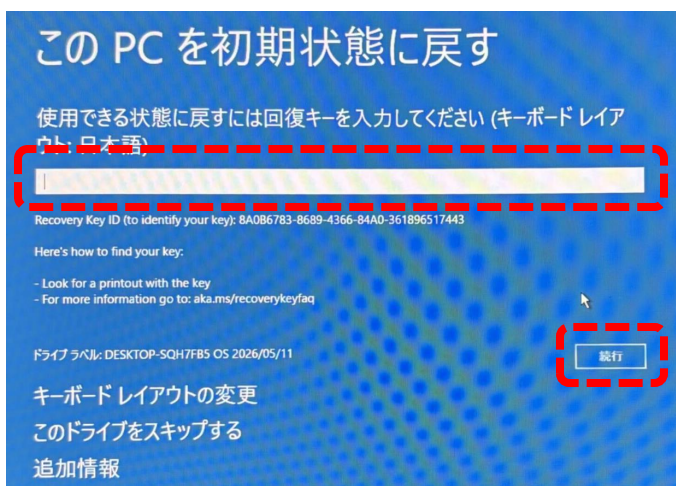 この PC を初期状態に戻す
使用できる状態に戻すには回復キーを入力してください (キーボード レイア
ウト: 日本語)
Recovery Key ID (to identify your key): 8A0B6783-8689-4366-84A0-361896517443
Here's how to find your key:
- Look for a printout with the key
- For more information go to: aka.ms/recoverykeyfaq
ドライブ ラベル: DESKTOP-SQH7FB5 OS 2026/05/11
続行
キーボード レイアウトの変更
このドライブをスキップする
追加情報